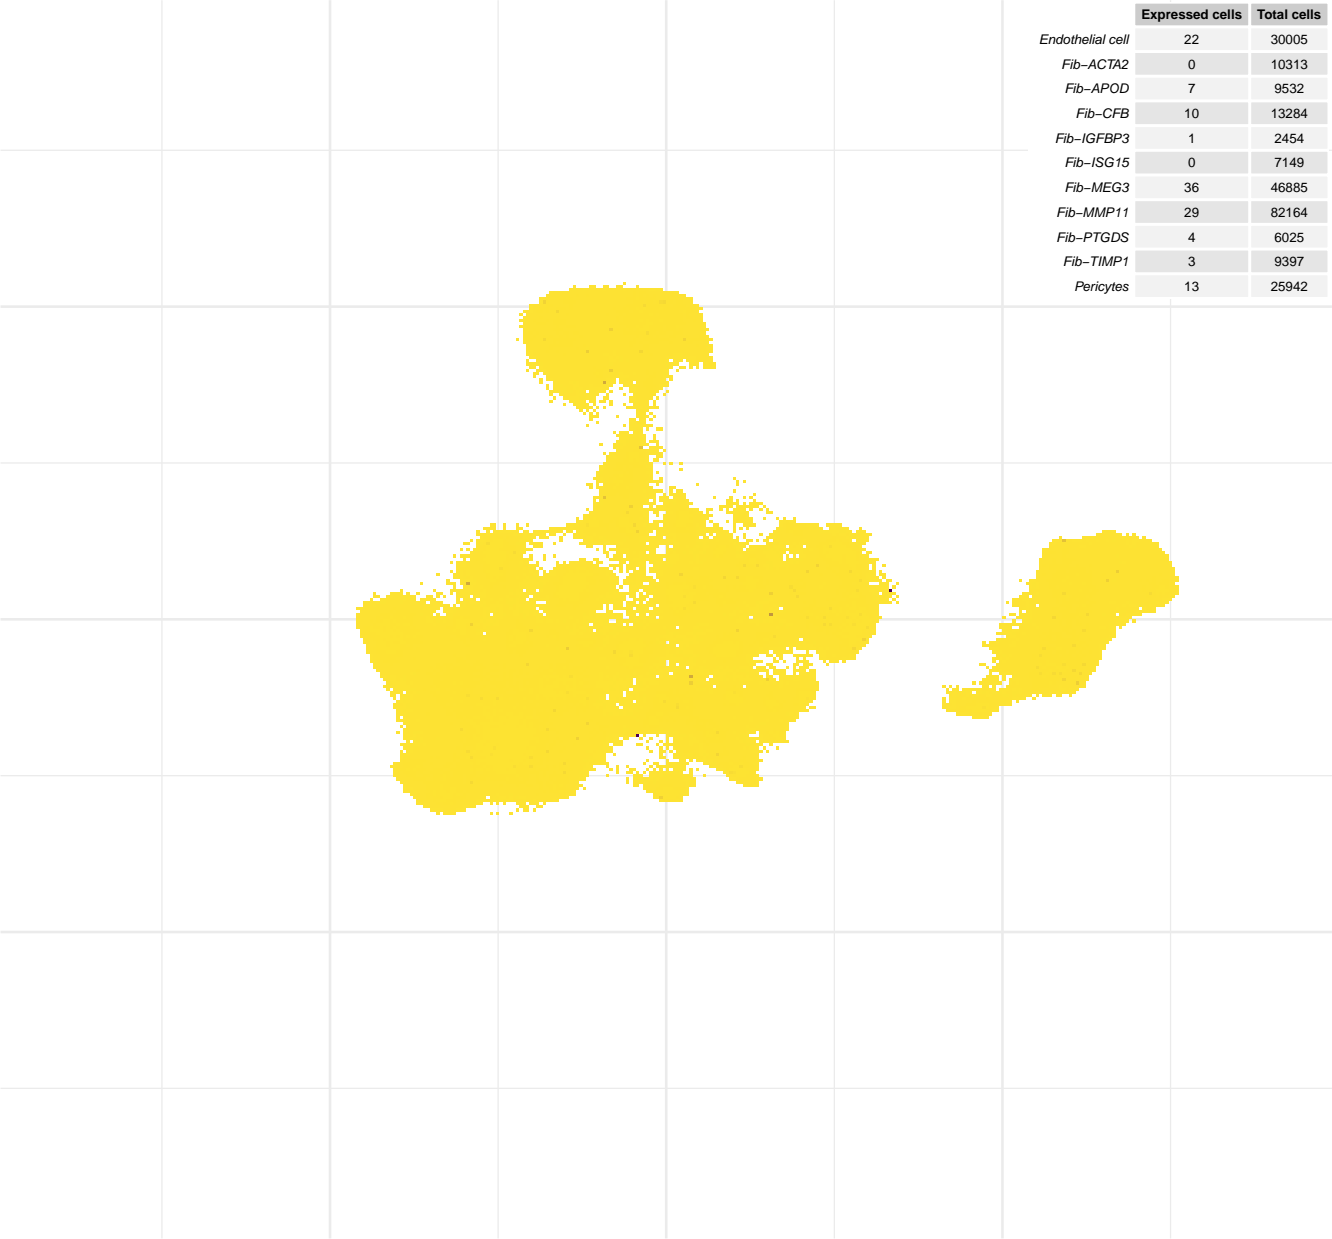 Expressed cells Total cells
Endothelial cell 22 30005
Fib−ACTA2 0 10313
Fib−APOD 7 9532
Fib−CFB 10 13284
Fib−IGFBP3 1 2454
Fib−ISG15 0 7149
Fib−MEG3 36 46885
Fib−MMP11 29 82164
Fib−PTGDS 4 6025
Fib−TIMP1 3 9397
Pericytes 13 25942